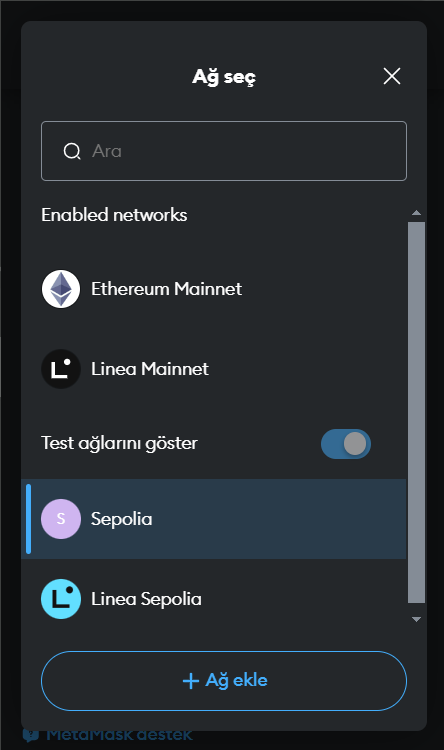 Ağ seç
Ara
Enabled networks
Ethereum Mainnet
Linea Mainnet
Test ağlarını göster
S Sepolia
Linea Sepolia
+ Ağ ekle
MetaMask destek